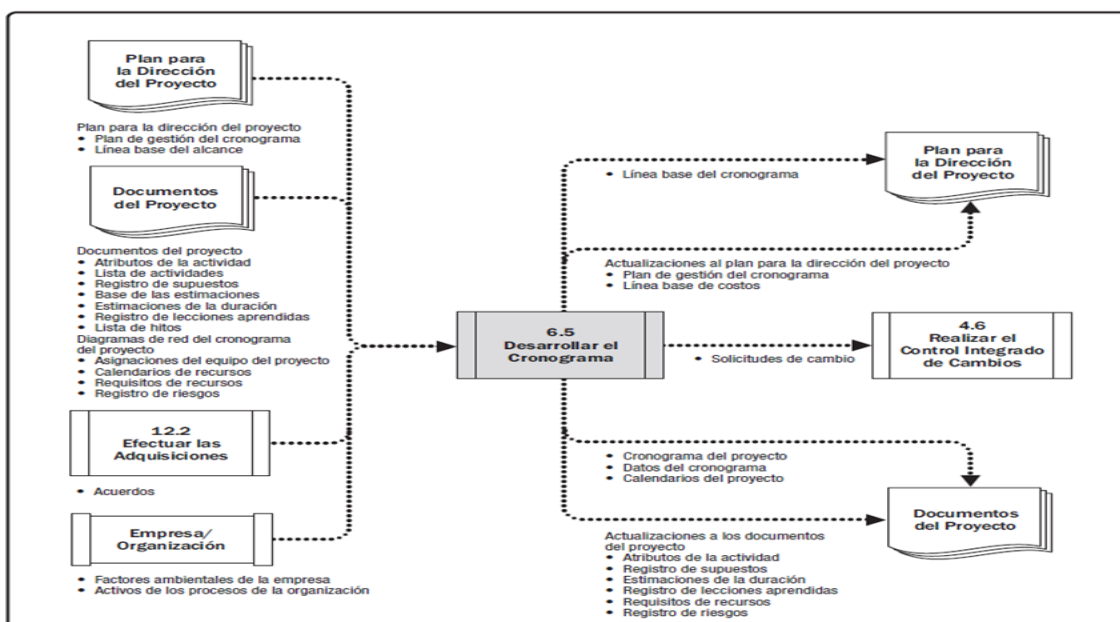 Plan para
la Dirección
del Proyecto
Plan para la dirección del proyecto
• Plan de gestión del cronograma
• Línea base del alcance
Documentos
del Proyecto
Documentos del proyecto
• Atributos de la actividad
• Lista de actividades
• Registro de supuestos
• Base de las estimaciones
• Estimaciones de la duración
• Registro de lecciones aprendidas
• Lista de hitos
Diagramas de red del cronograma
del proyecto
• Asignaciones del equipo del proyecto
• Calendarios de recursos
• Requisitos de recursos
• Registro de riesgos
12.2
Efectuar las
Adquisiciones
• Acuerdos
Empresa/
Organización
• Factores ambientales de la empresa
• Activos de los procesos de la organización
6.5
Desarrollar el
Cronograma
• Línea base del cronograma
Plan para
la Dirección
del Proyecto
Actualizaciones al plan para la dirección del proyecto
• Plan de gestión del cronograma
• Línea base de costos
• Solicitudes de cambio
4.6
Realizar el
Control Integrado
de Cambios
• Cronograma del proyecto
• Datos del cronograma
• Calendarios del proyecto
Documentos
del Proyecto
Actualizaciones a los documentos
del proyecto
• Atributos de la actividad
• Registro de supuestos
• Estimaciones de la duración
• Registro de lecciones aprendidas
• Requisitos de recursos
• Registro de riesgos